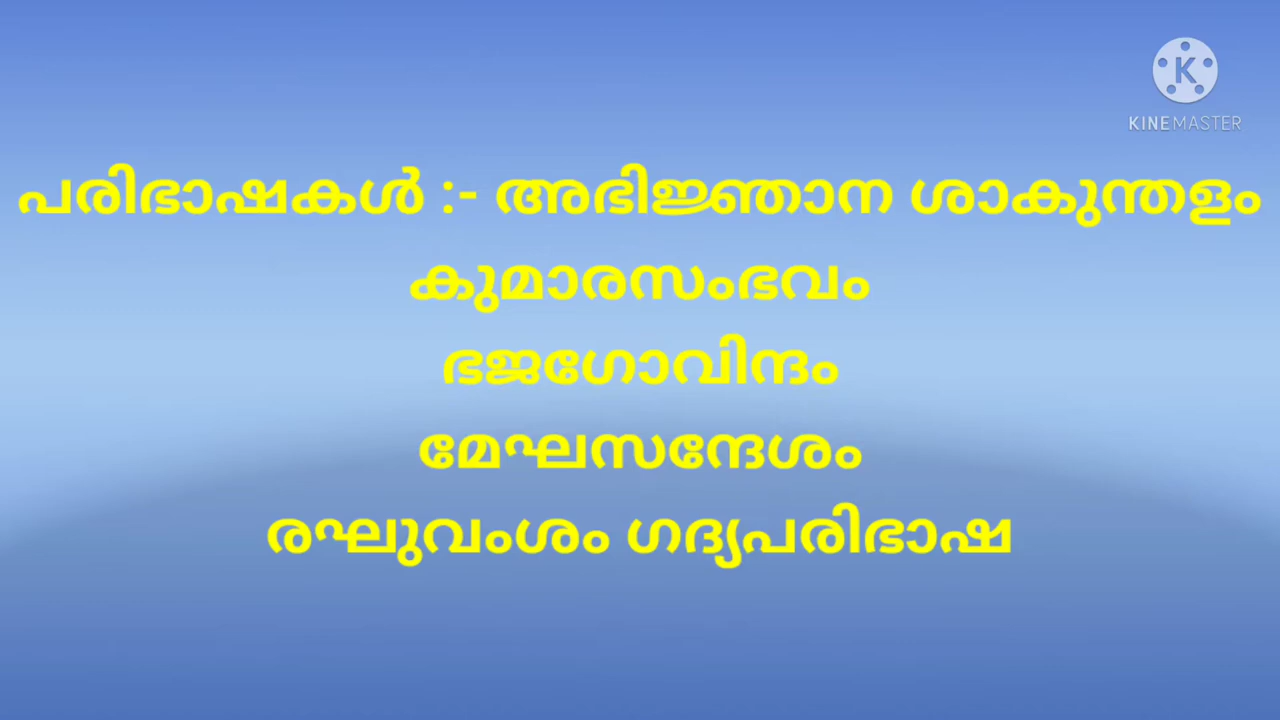 KINEMASTER
പരിഭാഷകൾ :- അഭിജ്ഞാന ശാകുന്തളം
കുമാരസംഭവം
ഭജഗോവിന്ദം
മേഘസന്ദേശം
രഘുവംശം ഗദ്യപരിഭാഷ